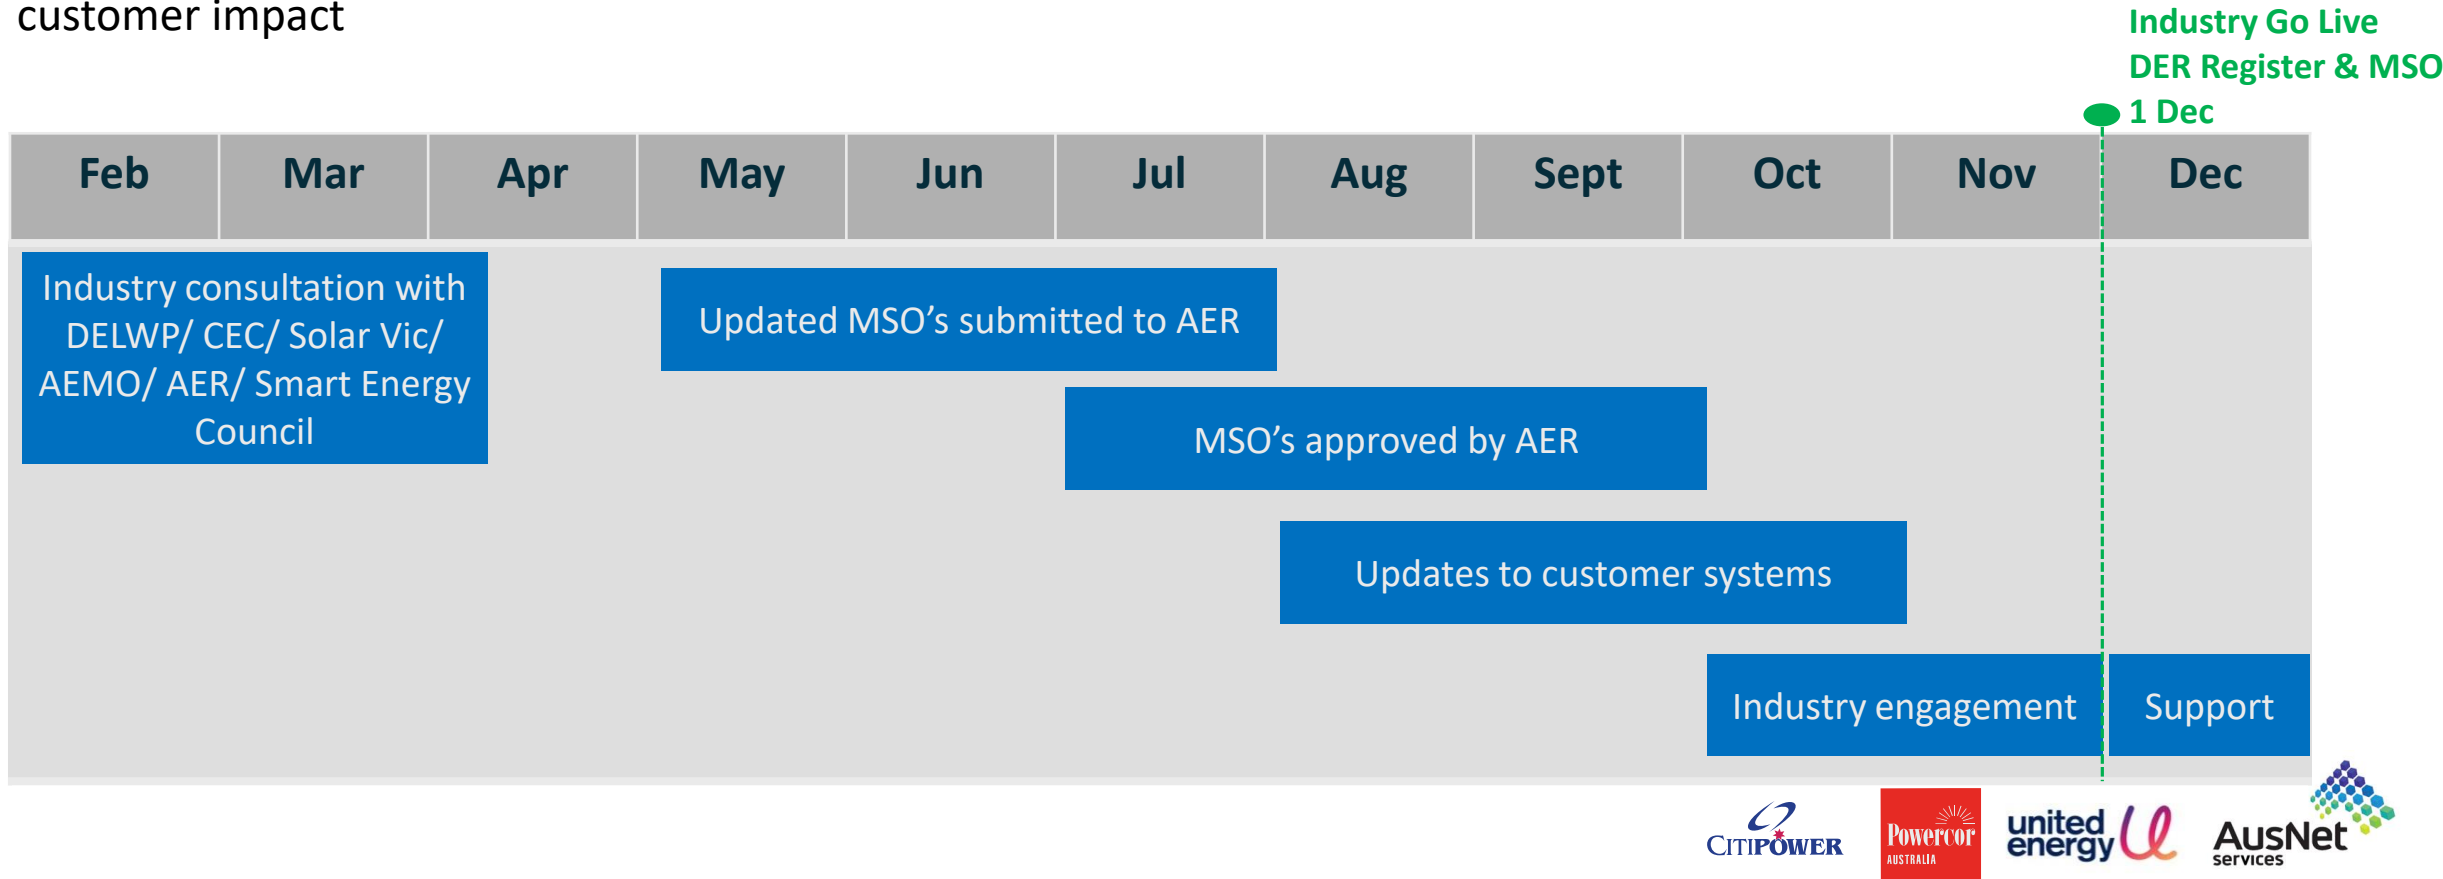 customer impact
Industry Go Live
DER Register & MSO
1 Dec
Feb Mar Apr May Jun Jul Aug Sept Oct Nov Dec
Industry consultation with
DELWP/ CEC/ Solar Vic/
AEMO/ AER/ Smart Energy
Council
Updated MSO’s submitted to AER
MSO’s approved by AER
Updates to customer systems
Industry engagement
Support
CITIPOWER
Powercor
AUSTRALIA
united
energy
AusNet
services